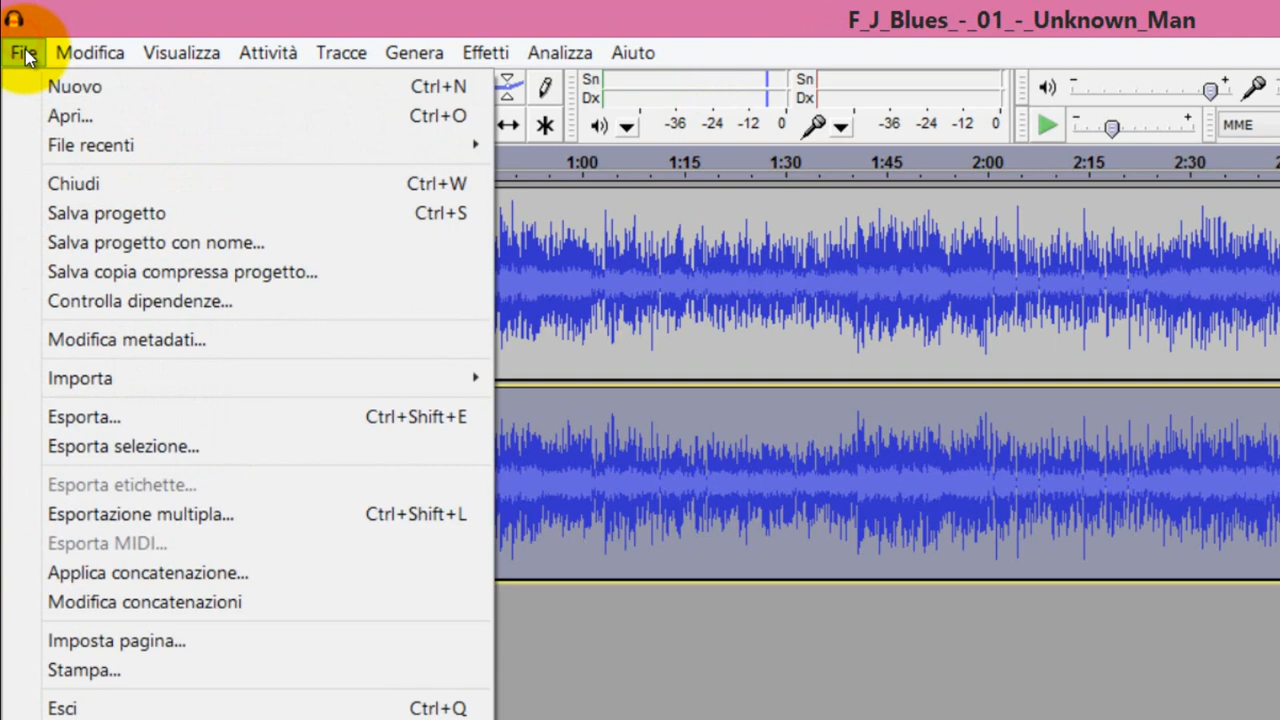 F_J_Blues_-_01_-_Unknown_Man
File Modifica Visualizza Attività Tracce Genera Effetti Analizza Aiuto
Nuovo Ctrl+N
Apri... Ctrl+O
File recenti
Chiudi Ctrl+W
Salva progetto Ctrl+S
Salva progetto con nome...
Salva copia compressa progetto...
Controlla dipendenze...
Modifica metadati...
Importa
Esporta... Ctrl+Shift+E
Esporta selezione...
Esporta etichette...
Esportazione multipla... Ctrl+Shift+L
Esporta MIDI...
Applica concatenazione...
Modifica concatenazioni
Imposta pagina...
Stampa...
Esci Ctrl+Q
Sn Sn
Dx Dx
-36 -24 -12 0 -36 -24 -12 0
- + - + MME
1:00 1:15 1:30 1:45 2:00 2:15 2:30